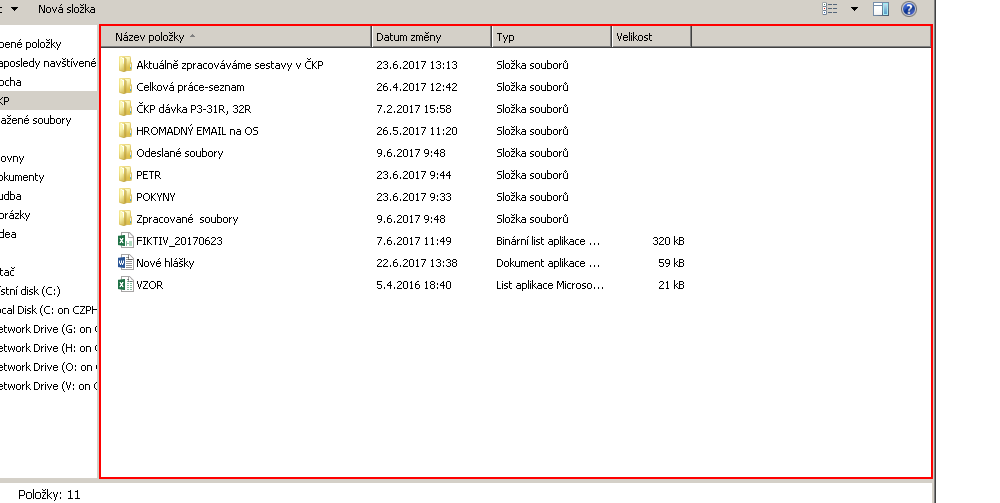 Nová složka
Název položky Datum změny Typ Velikost
bené položky
aposledy navštívené
ocha
KP
ažené soubory
ovny
okumenty
udba
brázky
dea
tač
ístní disk (C:)
ocal Disk (C: on CZPH
etwork Drive (G: on
etwork Drive (H: on
etwork Drive (O: on
etwork Drive (V: on
Aktuálně zpracováváme sestavy v ČKP 23.6.2017 13:13 Složka souborů
Celková práce-seznam 26.4.2017 12:42 Složka souborů
ČKP dávka P3-31R, 32R 7.2.2017 15:58 Složka souborů
HROMADNÝ EMAIL na OS 26.5.2017 11:20 Složka souborů
Odeslané soubory 9.6.2017 9:48 Složka souborů
PETR 23.6.2017 9:44 Složka souborů
POKYNY 23.6.2017 9:33 Složka souborů
Zpracované soubory 9.6.2017 9:48 Složka souborů
FIKTIV_20170623 7.6.2017 11:49 Binární list aplikace ... 320 kB
Nové hlášky 22.6.2017 13:38 Dokument aplikace ... 59 kB
VZOR 5.4.2016 18:40 List aplikace Microso... 21 kB
Položky: 11